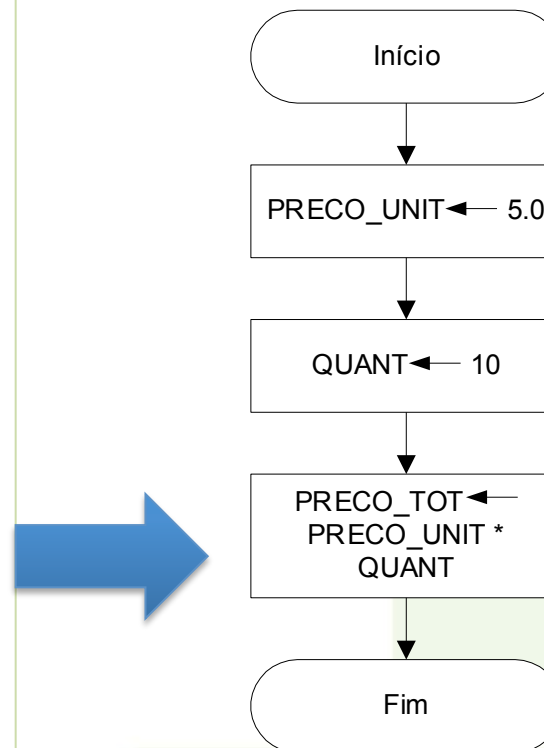 Início
PRECO_UNIT← 5.0
QUANT← 10
PRECO_TOT←
PRECO_UNIT *
QUANT
Fim